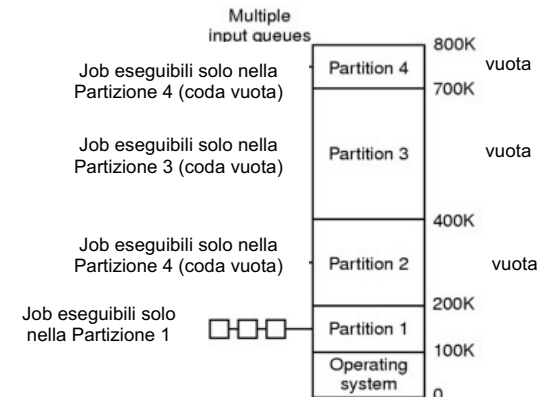 Multiple
input queues
800K
Job eseguibili solo nella
Partizione 4 (coda vuota)
Partition 4
vuota
700K
Job eseguibili solo nella
Partizione 3 (coda vuota)
Partition 3
vuota
400K
Job eseguibili solo nella
Partizione 4 (coda vuota)
Partition 2
vuota
200K
Job eseguibili solo
nella Partizione 1
Partition 1
100K
Operating
system
0